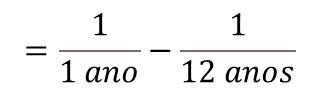 = 1/1 ano − 1/12 anos